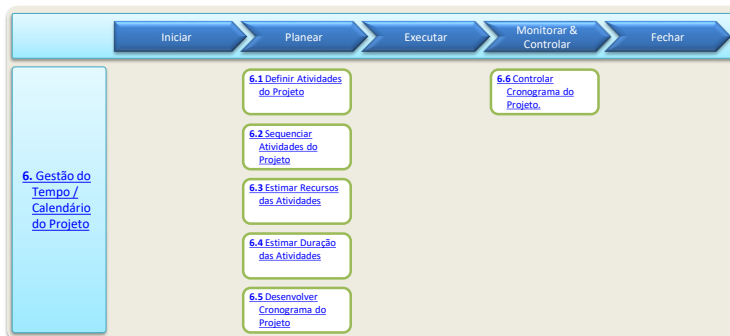 Iniciar
Planear
Executar
Monitorar &
Controlar
Fechar
6. Gestão do
Tempo /
Calendário
do Projeto
6.1 Definir Atividades
do Projeto
6.2 Sequenciar
Atividades do
Projeto
6.3 Estimar Recursos
das Atividades
6.4 Estimar Duração
das Atividades
6.5 Desenvolver
Cronograma do
Projeto
6.6 Controlar
Cronograma do
Projeto.